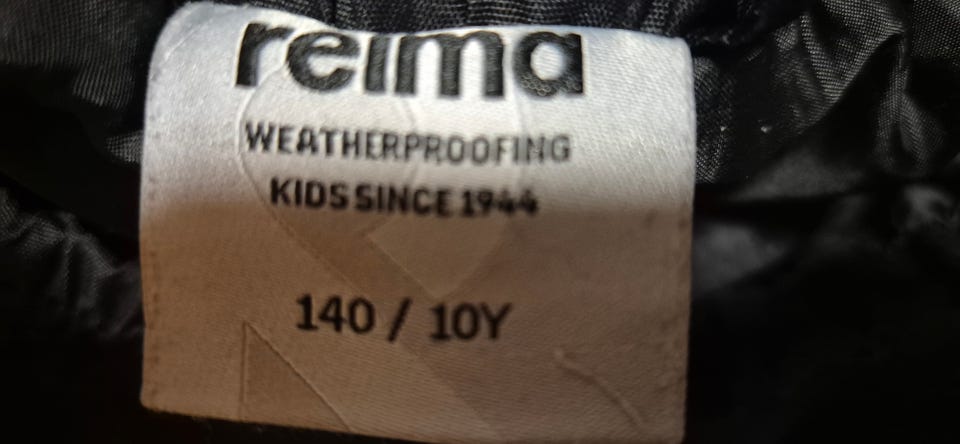 reima
WEATHERPROOFING
KIDS SINCE 1944
140 / 10Y